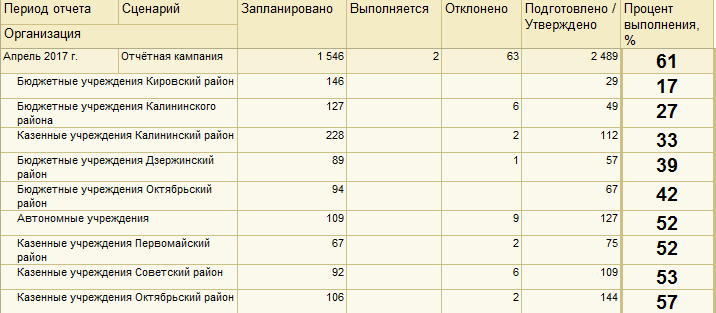 Период отчета Сценарий Запланировано Выполняется Отклонено Подготовлено / Процент
Утверждено выполнения,
Организация %
Апрель 2017 г. Отчётная кампания 1 546 2 63 2 489 61
Бюджетные учреждения Кировский район 146 29 17
Бюджетные учреждения Калининского 127 6 49 27
района
Казенные учреждения Калининский район 228 2 112 33
Бюджетные учреждения Дзержинский 89 1 57 39
район
Бюджетные учреждения Октябрьский 94 67 42
район
Автономные учреждения 109 9 127 52
Казенные учреждения Первомайский 67 2 75 52
район
Казенные учреждения Советский район 92 6 109 53
Казенные учреждения Октябрьский район 106 2 144 57